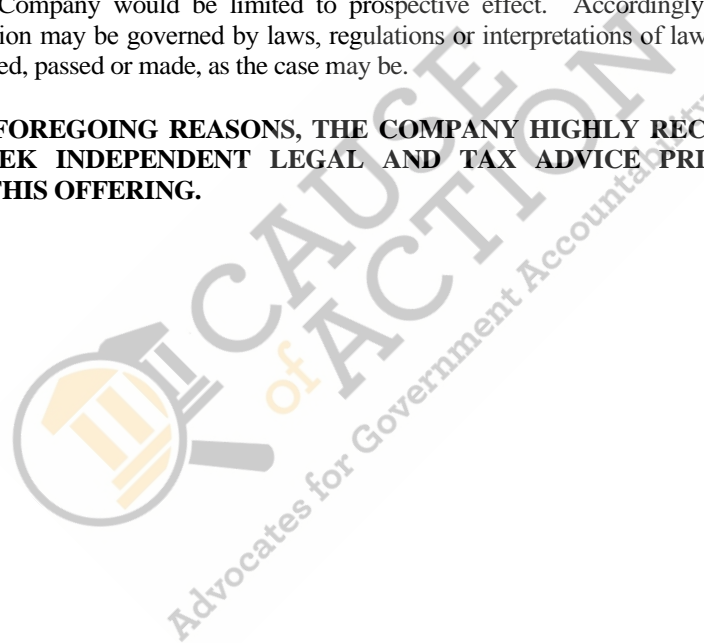 Company would be limited to prospective effect. Accordingly
ion may be governed by laws, regulations or interpretations of law
ed, passed or made, as the case may be.
FOREGOING REASONS, THE COMPANY HIGHLY REC
EEK INDEPENDENT LEGAL AND TAX ADVICE PRI
THIS OFFERING.
CAUSE
of ACTION
Advocates for Government Accountability